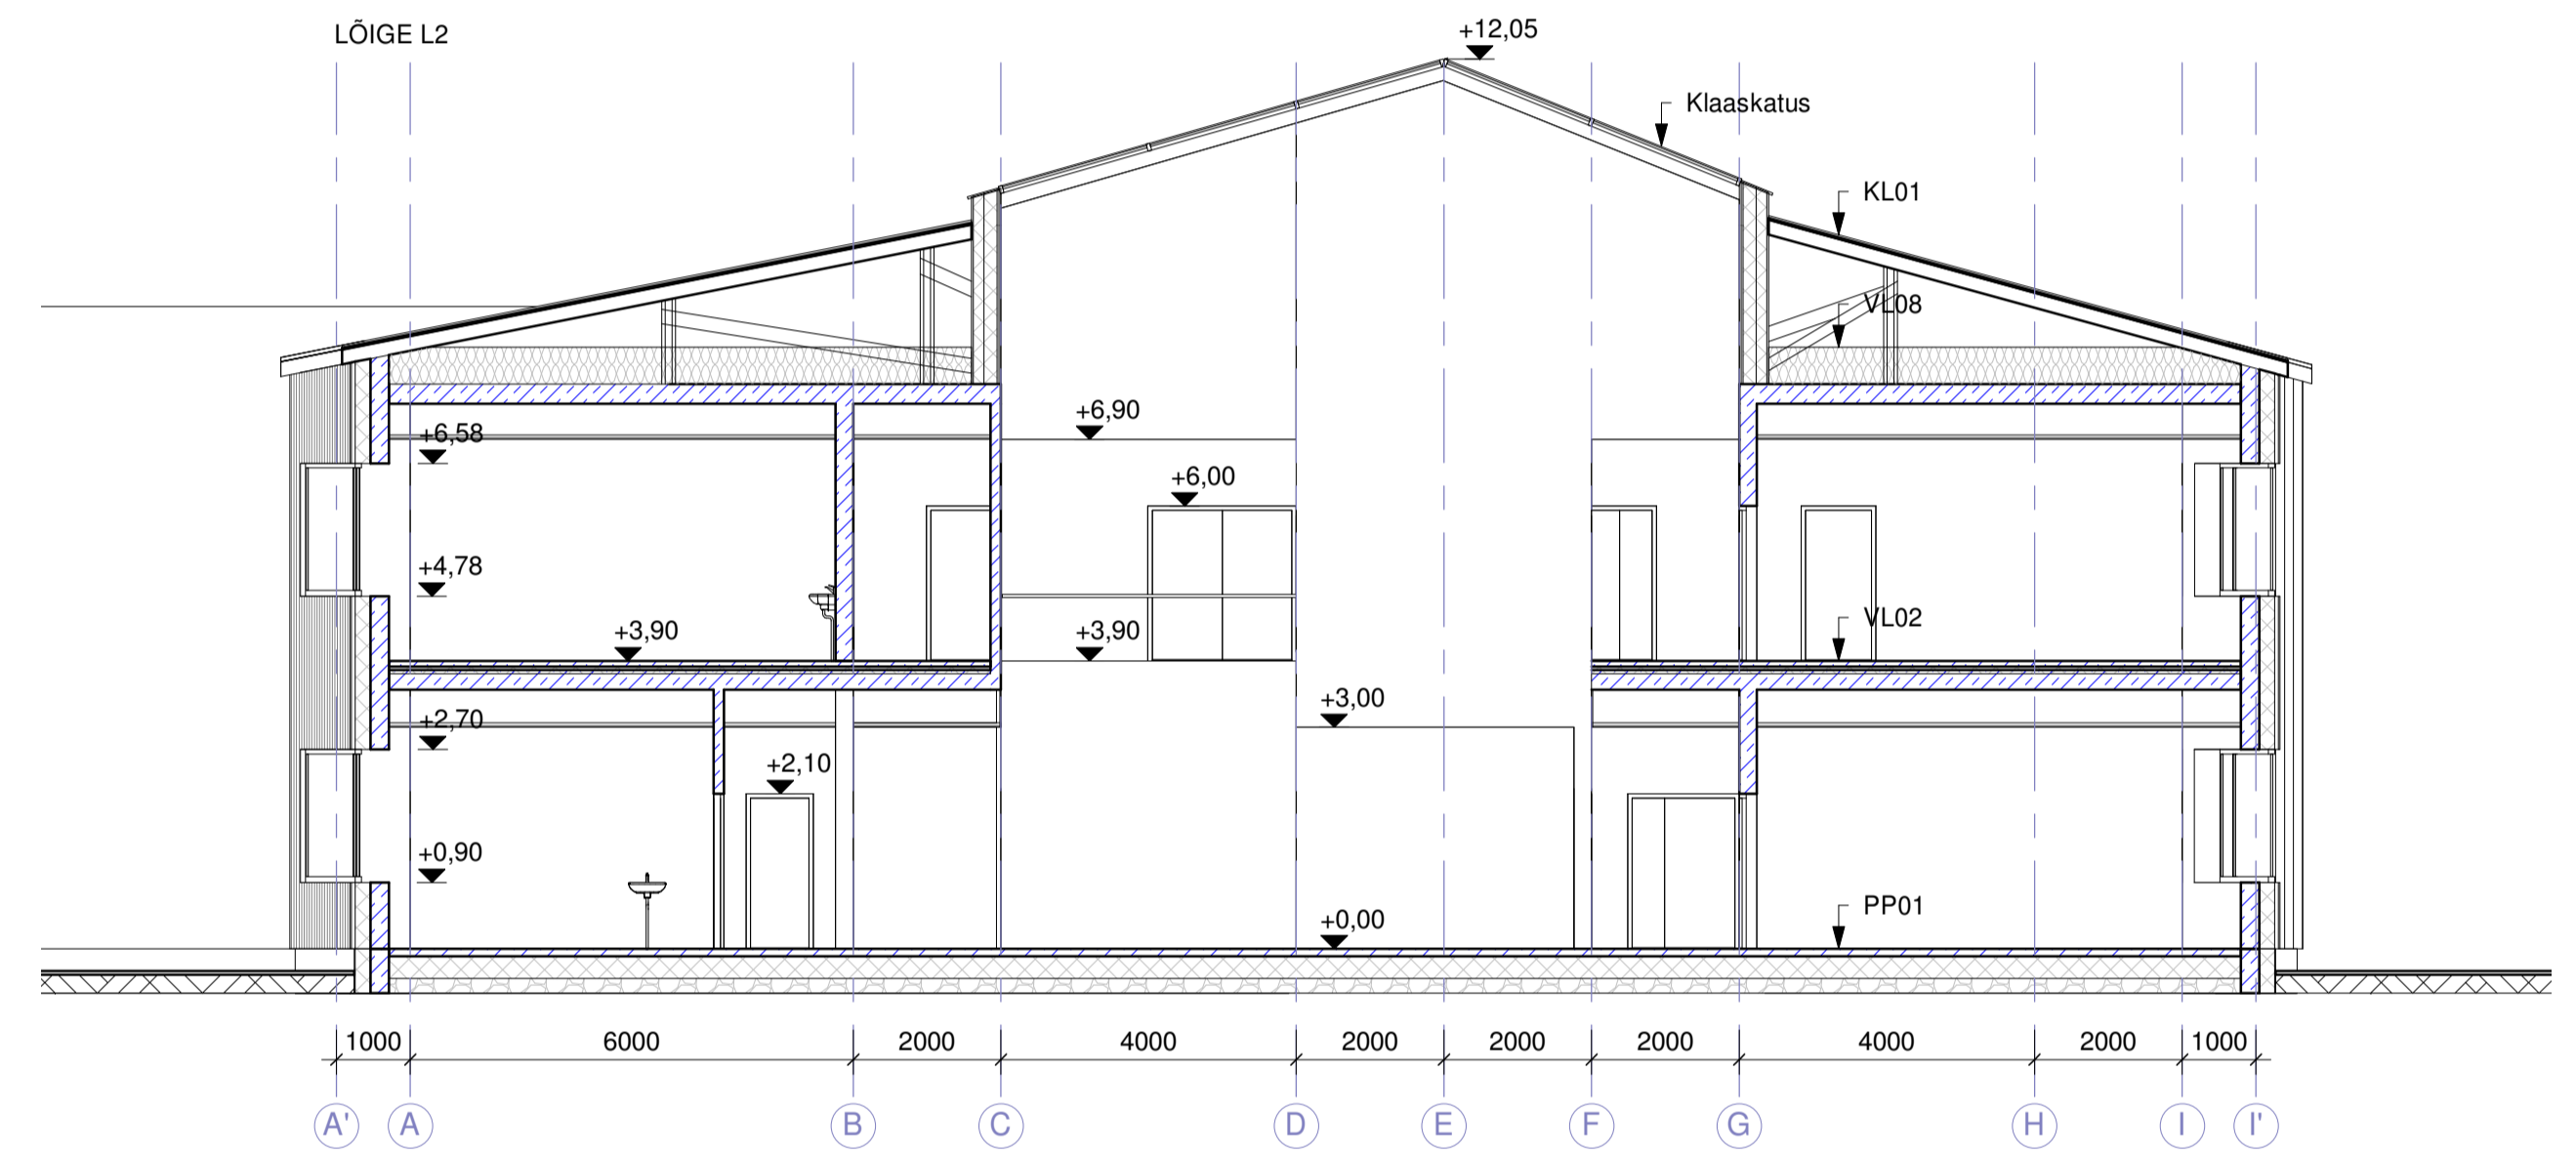 LÕIGE L2
+12,05
Klaaskatus
KL01
VL08
+6,90
+6,58
+6,00
+4,78
+3,90
+3,90
VL02
+3,00
+2,70
+2,10
+0,90
PP01
+0,00
1000 6000 2000 4000 2000 2000 2000 4000 2000 1000
A' A B C D E F G H I I'